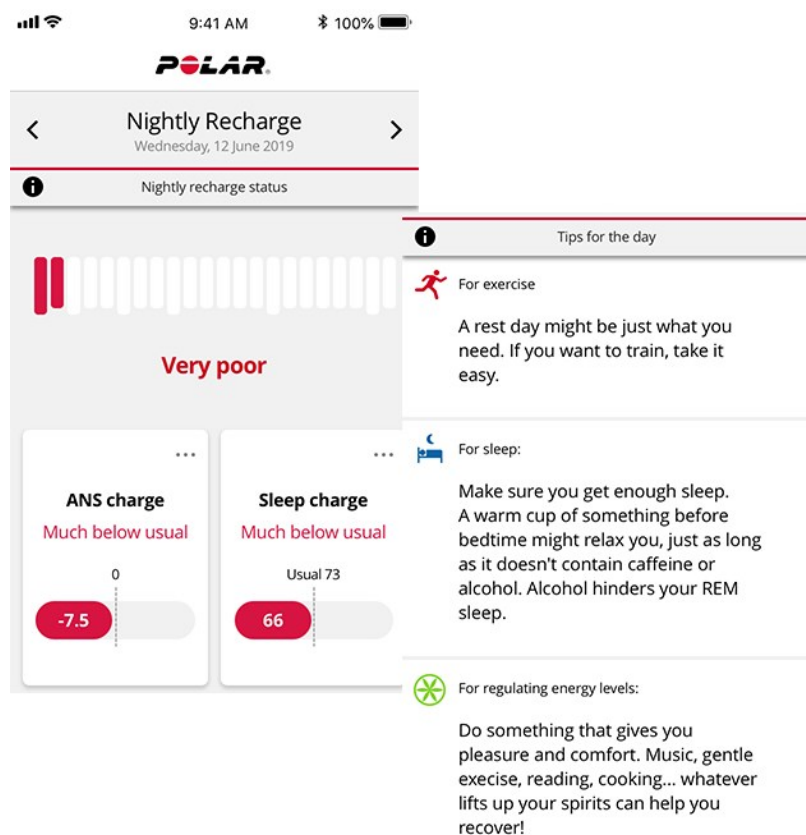 9:41 AM
100%
POLAR
Nightly Recharge
Wednesday, 12 June 2019
Nightly recharge status
Very poor
ANS charge
Much below usual
0
-7.5
Sleep charge
Much below usual
Usual 73
66
Tips for the day
For exercise
A rest day might be just what you
need. If you want to train, take it
easy.
For sleep:
Make sure you get enough sleep.
A warm cup of something before
bedtime might relax you, just as long
as it doesn't contain caffeine or
alcohol. Alcohol hinders your REM
sleep.
For regulating energy levels:
Do something that gives you
pleasure and comfort. Music, gentle
execise, reading, cooking... whatever
lifts up your spirits can help you
recover!